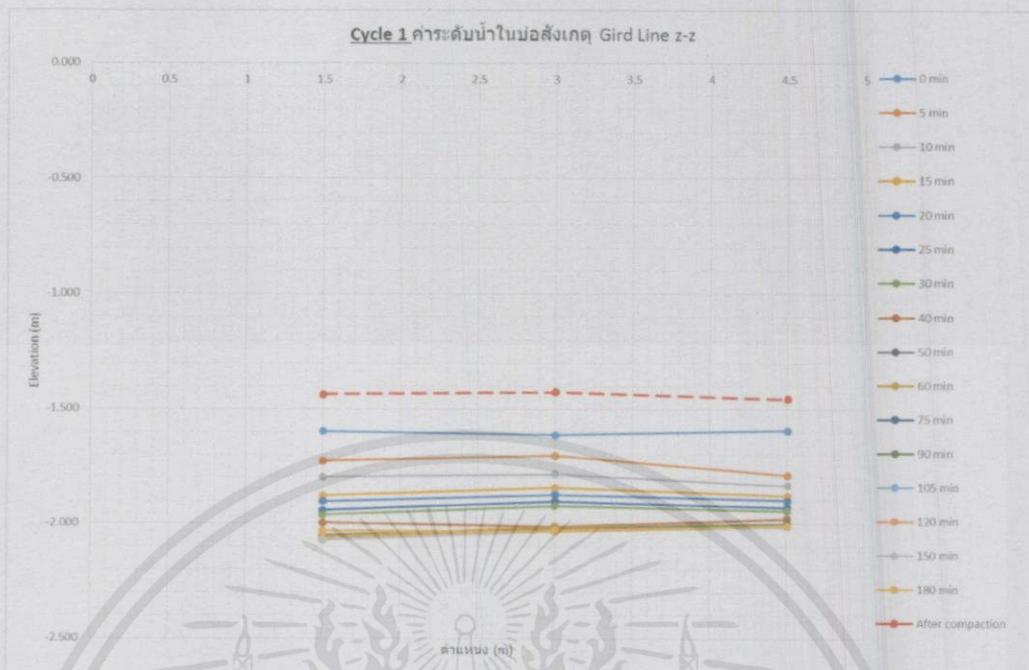 Cycle 1 ค่าระดับน้ำในบ่อสังเกตุ Gird Line z-z
0.000
0 0.5 1 1.5 2 2.5 3 3.5 4 4.5 5
-0.500
-1.000
-1.500
-2.000
-2.500
Elevation (m)
ตำแหน่ง (m)
0 min
5 min
10 min
15 min
20 min
25 min
30 min
40 min
50 min
60 min
75 min
90 min
105 min
120 min
150 min
180 min
After compaction